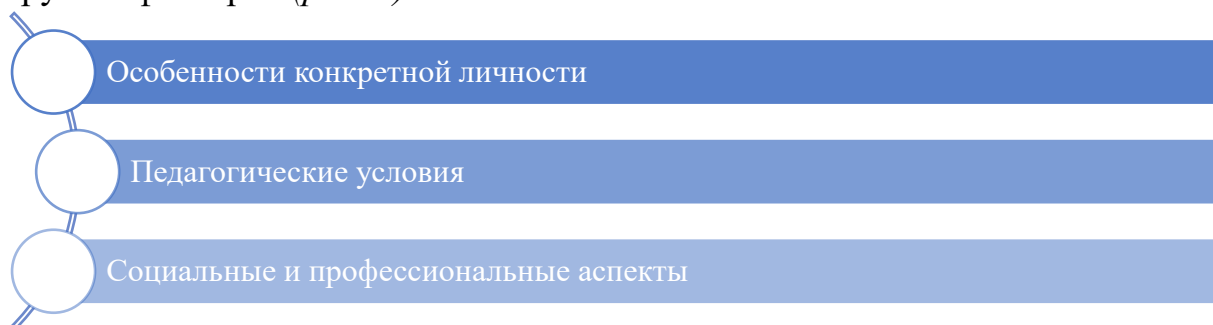 Особенности конкретной личности
Педагогические условия
Социальные и профессиональные аспекты